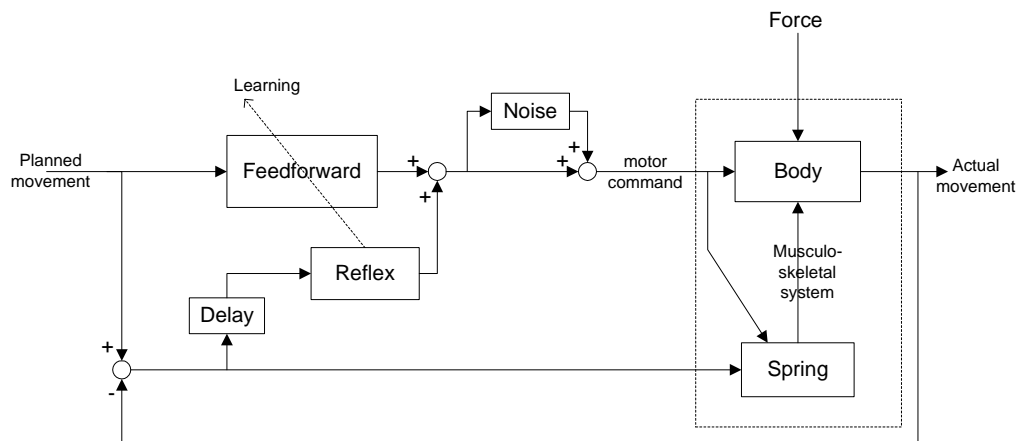 Force
Learning
Noise
Planned
movement
Feedforward
+
+
+
+
motor
command
Body
Actual
movement
Reflex
Musculo-
skeletal
system
Delay
+
-
Spring